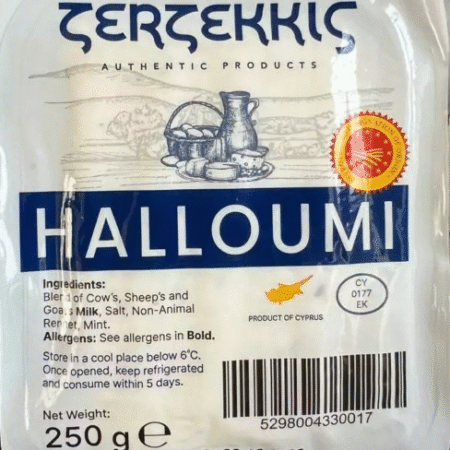 ZERZEKKIS
AUTHENTIC PRODUCTS
HALLOUMI
Ingredients:
Blend of Cow's, Sheep's and
Goat's Milk, Salt, Non-Animal
Rennet, Mint.
Allergens: See allergens in Bold.
Store in a cool place below 6°C.
Once opened, keep refrigerated
and consume within 5 days.
Net Weight:
250 g e
PRODUCT OF CYPRUS
CY
0177
EK
5298004330017